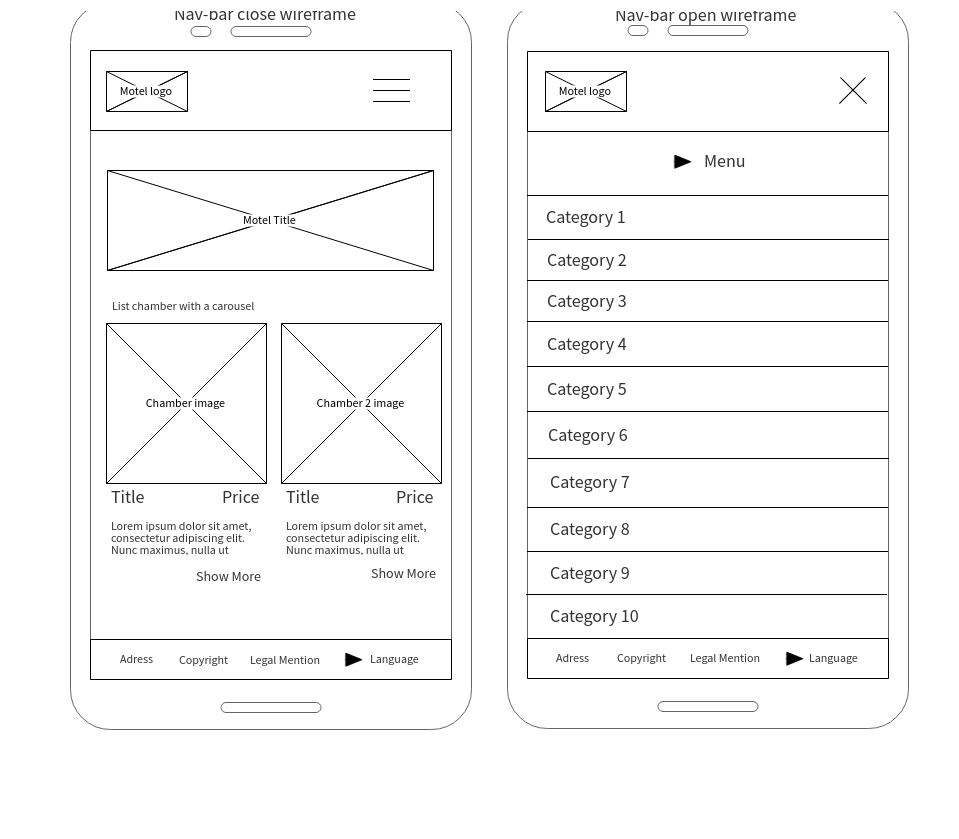 Nav-bar close wireframe
Motel logo
Motel Title
List chamber with a carousel
Chamber image
Chamber 2 image
Title
Price
Title
Price
Lorem ipsum dolor sit amet,
consectetur adipiscing elit.
Nunc maximus, nulla ut
Lorem ipsum dolor sit amet,
consectetur adipiscing elit.
Nunc maximus, nulla ut
Show More
Show More
Adress
Copyright
Legal Mention
Language
Nav-bar open wireframe
Motel logo
Menu
Category 1
Category 2
Category 3
Category 4
Category 5
Category 6
Category 7
Category 8
Category 9
Category 10
Adress
Copyright
Legal Mention
Language